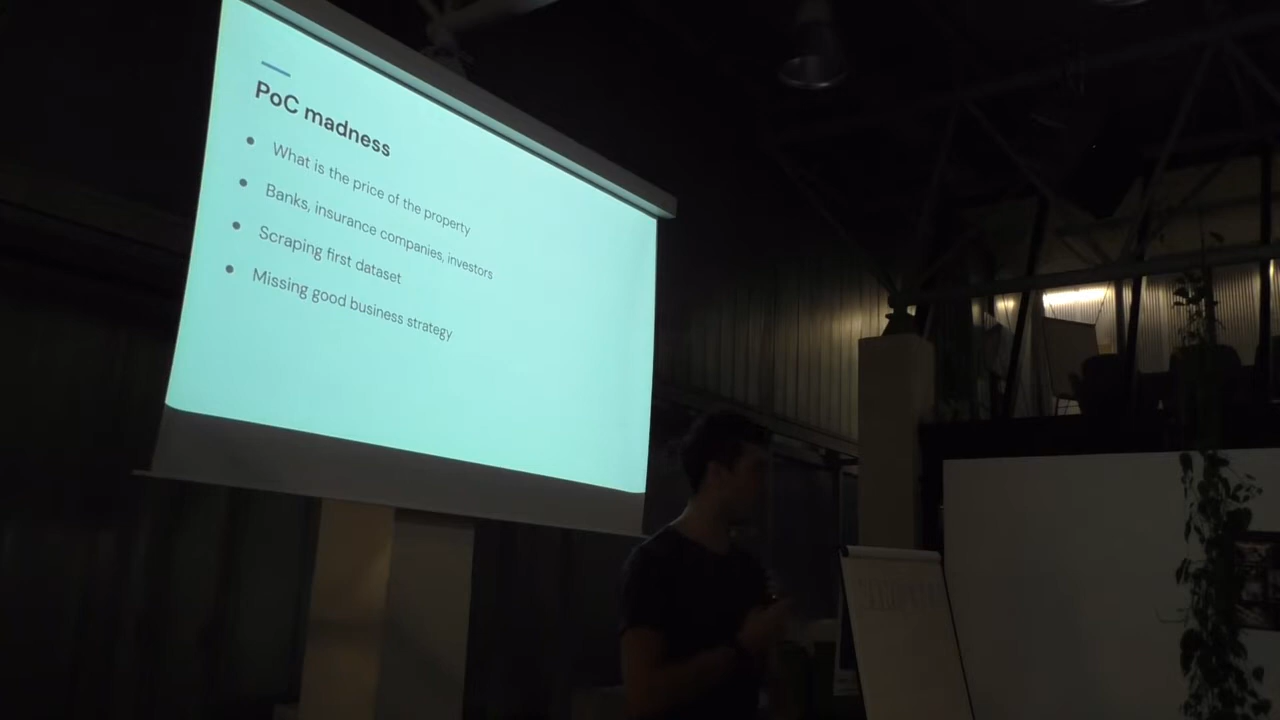 PoC madness
What is the price of the property
Banks, insurance companies, investors
Scraping first dataset
Missing good business strategy